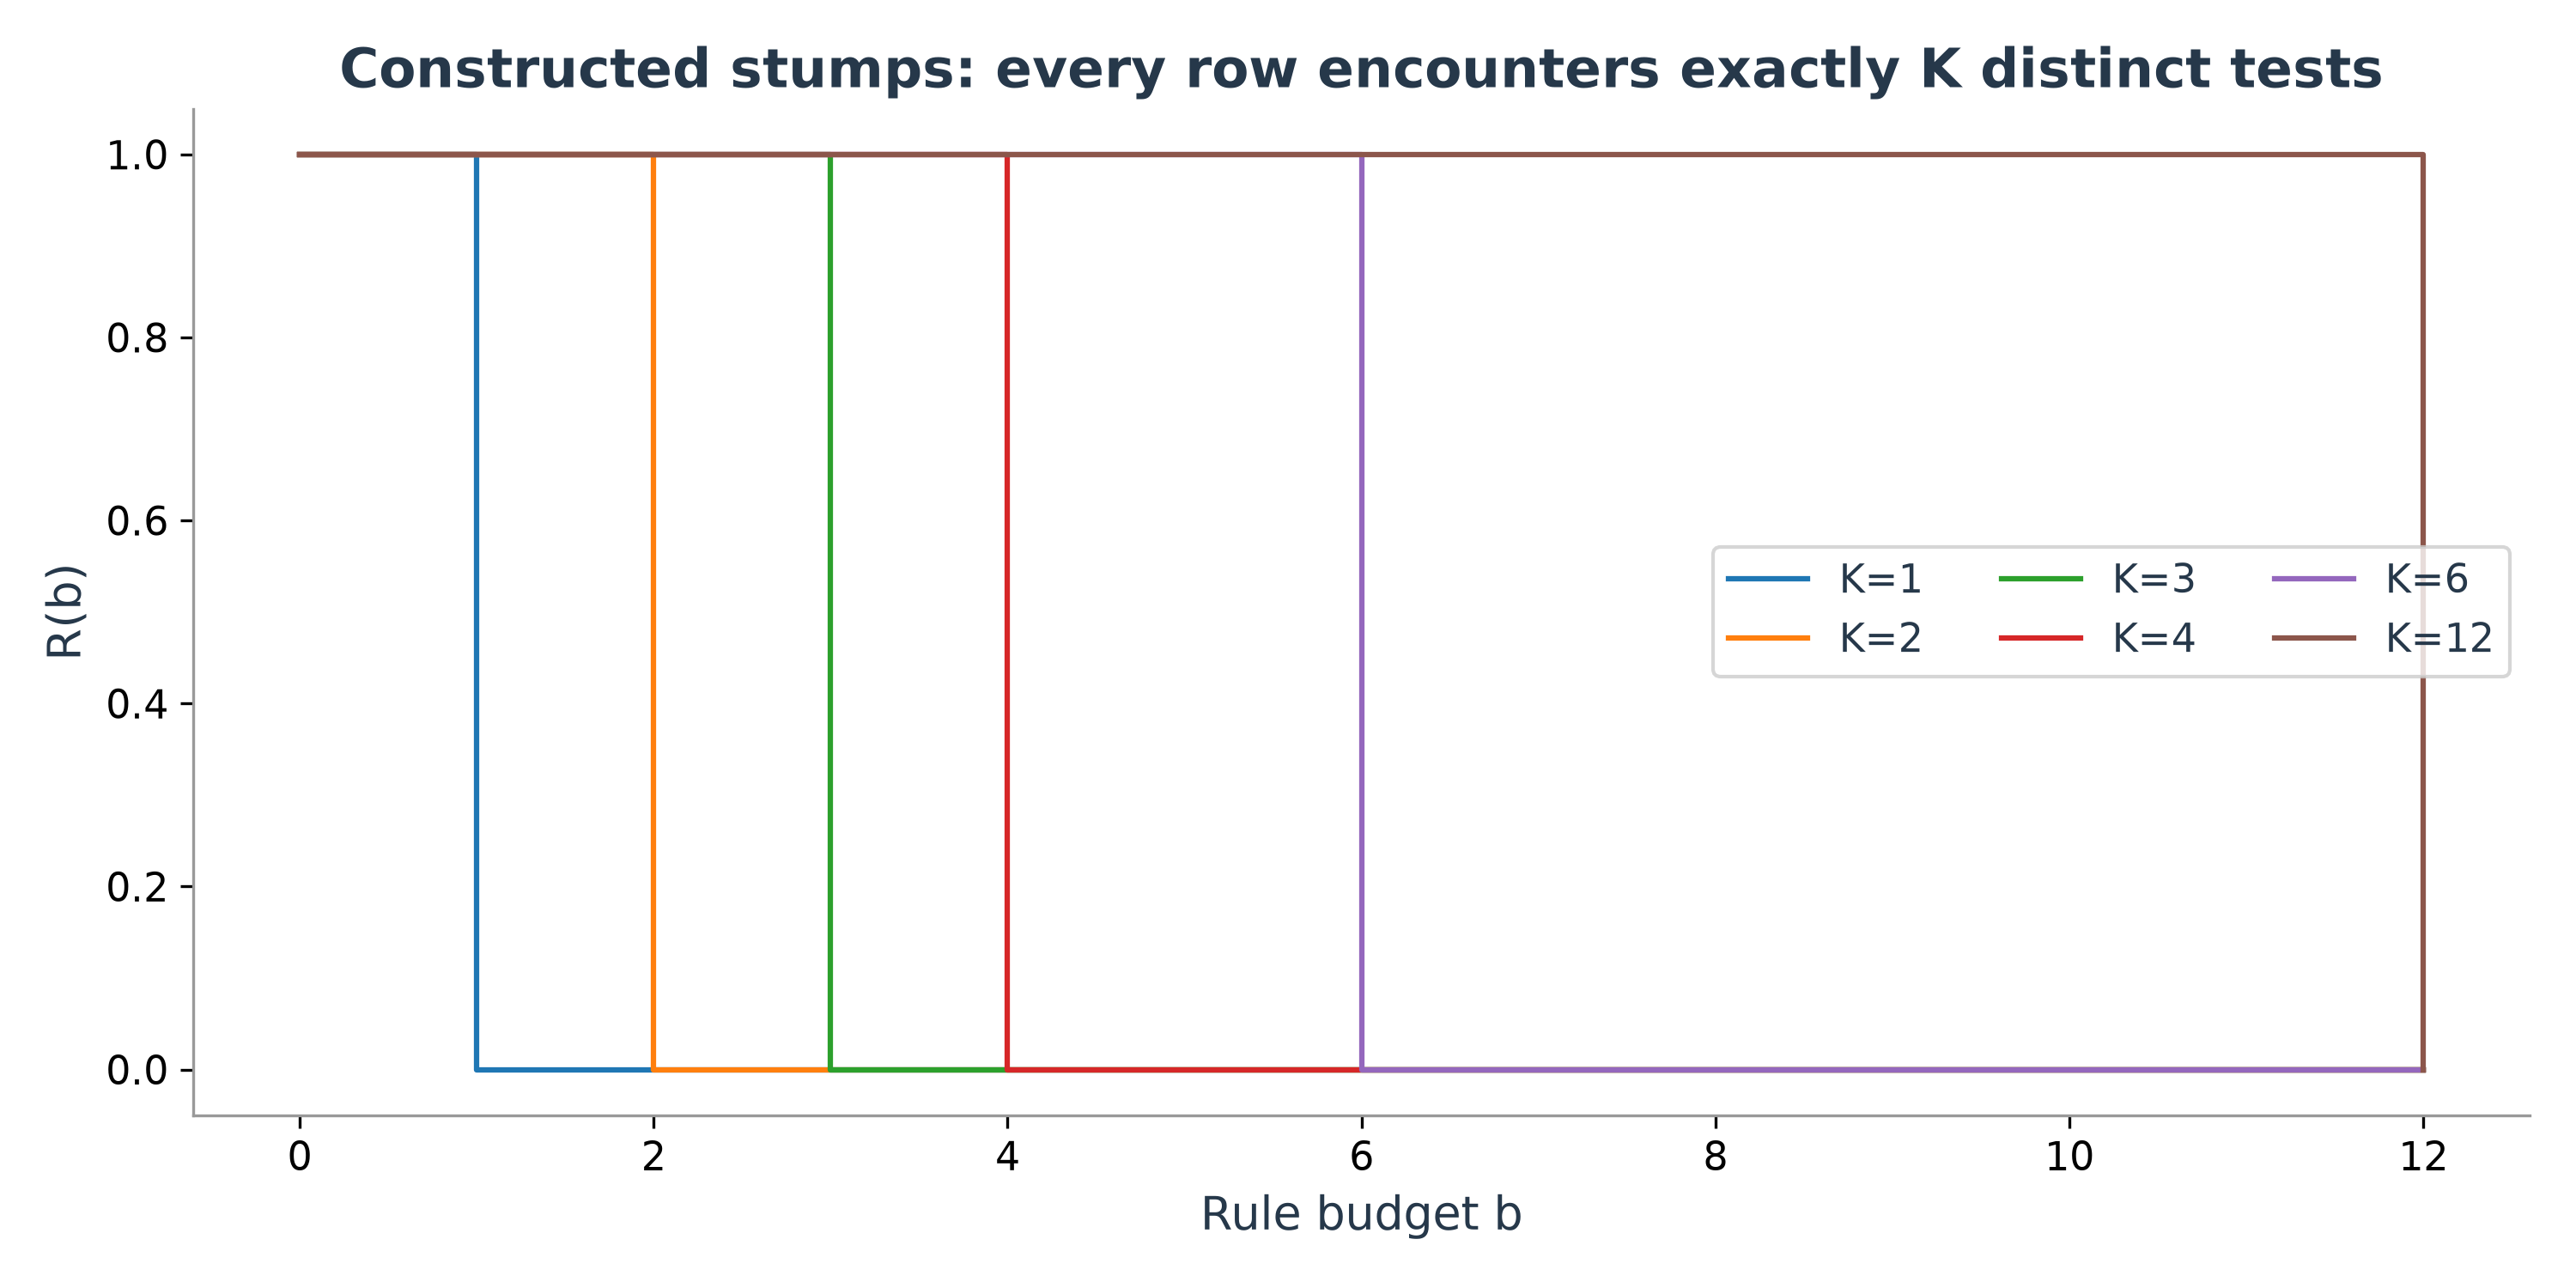 Constructed stumps: every row encounters exactly K distinct tests
1.0
0.8
0.6
0.4
0.2
0.0
R(b)
K=1 K=3 K=6
K=2 K=4 K=12
0 2 4 6 8 10 12
Rule budget b